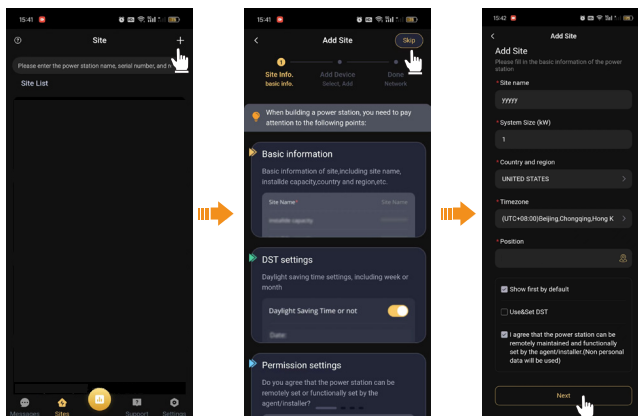 15:41
Site
+
Please enter the power station name, serial number, and n
Site List
Messages
Sites
Support
Settings
15:41
Add Site
Skip
Site Info.
basic info.
Add Device
Select, Add
Done
Network
When building a power station, you need to pay
attention to the following points:
Basic information
Basic information of site,including site name,
installde capacity,country and region,etc.
Site Name*
Site Name
Installde capacity
DST settings
Daylight saving time settings, including week or
month
Daylight Saving Time or not
Date:
Permission settings
Do you agree that the power station can be
remotely set or functionally set by the
agent/installer?
15:42
Add Site
Add Site
Please fill in the basic information of the power
station
*Site name
yyyyy
*System Size (kW)
1
*Country and region
UNITED STATES
*Timezone
(UTC+08:00)Beijing,Chongqing,Hong K
*Position
Show first by default
Use&Set DST
I agree that the power station can be
remotely maintained and functionally
set by the agent/installer.(Non personal
data will be used)
Next